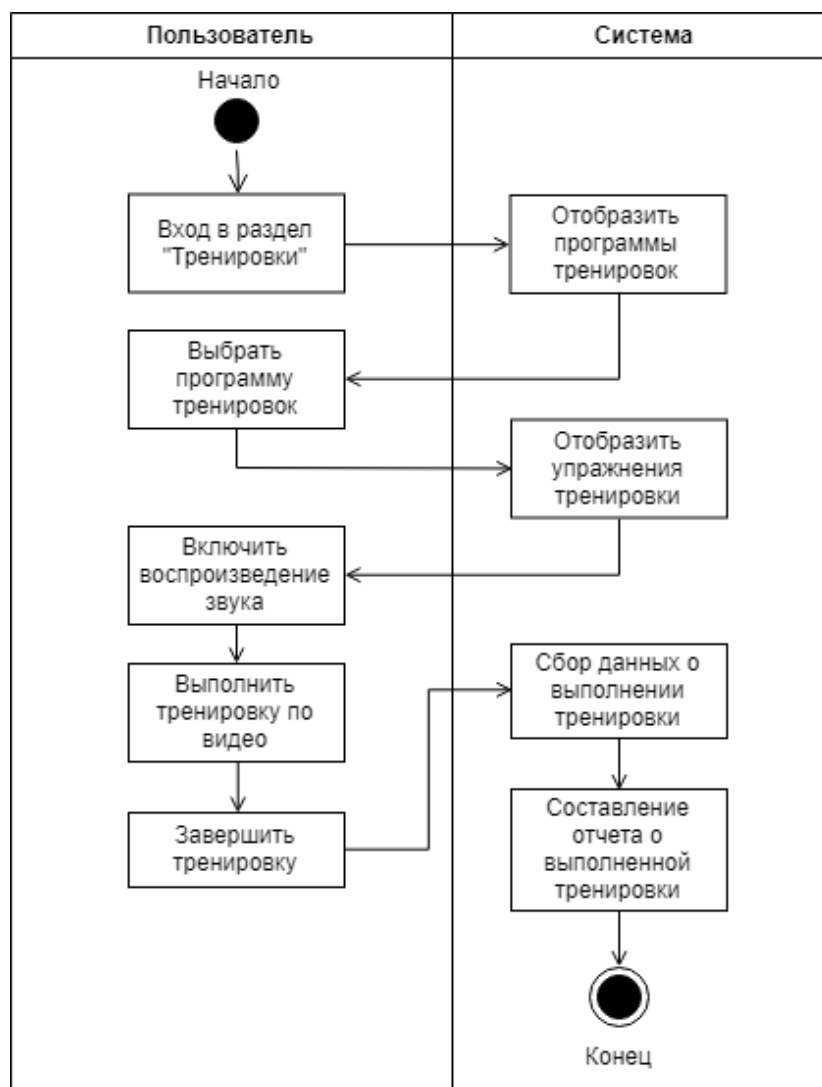 Пользователь
Система
Начало
Вход в раздел
"Тренировки"
Отобразить
программы
тренировок
Выбрать
программу
тренировок
Отобразить
упражнения
тренировки
Включить
воспроизведение
звука
Выполнить
тренировку по
видео
Сбор данных о
выполнении
тренировки
Завершить
тренировку
Составление
отчета о
выполненной
тренировки
Конец